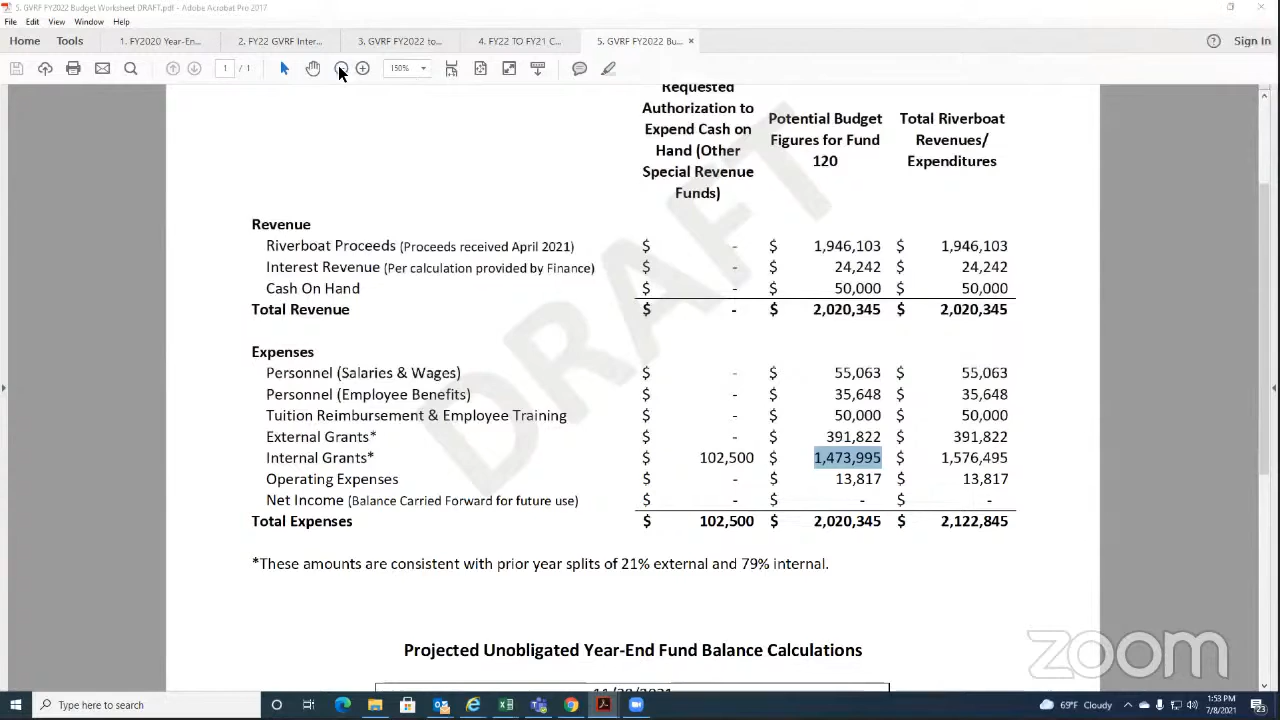 5. GVRF FY2022 Budget Worksheet DRAFT.pdf - Adobe Acrobat Pro 2017
File Edit View Window Help
Home Tools 1. FY2020 Year-En... 2. FY22 GVRF Inter... 3. GVRF FY2022 to... 4. FY22 TO FY21 C... 5. GVRF FY2022 Bu... × Sign In
1 / 1 150%
Requested
Authorization to
Expend Cash on
Hand (Other
Special Revenue
Funds)
Potential Budget
Figures for Fund
120
Total Riverboat
Revenues/
Expenditures
DRAFT
Revenue
Riverboat Proceeds (Proceeds received April 2021) $ - $ 1,946,103 $ 1,946,103
Interest Revenue (Per calculation provided by Finance) $ - $ 24,242 $ 24,242
Cash On Hand $ - $ 50,000 $ 50,000
Total Revenue $ - $ 2,020,345 $ 2,020,345
Expenses
Personnel (Salaries & Wages) $ - $ 55,063 $ 55,063
Personnel (Employee Benefits) $ - $ 35,648 $ 35,648
Tuition Reimbursement & Employee Training $ - $ 50,000 $ 50,000
External Grants* $ - $ 391,822 $ 391,822
Internal Grants* $ 102,500 $ 1,473,995 $ 1,576,495
Operating Expenses $ - $ 13,817 $ 13,817
Net Income (Balance Carried Forward for future use) $ - $ - $ -
Total Expenses $ 102,500 $ 2,020,345 $ 2,122,845
*These amounts are consistent with prior year splits of 21% external and 79% internal.
Projected Unobligated Year-End Fund Balance Calculations
zoom
Type here to search 69°F Cloudy 1:53 PM
7/8/2021